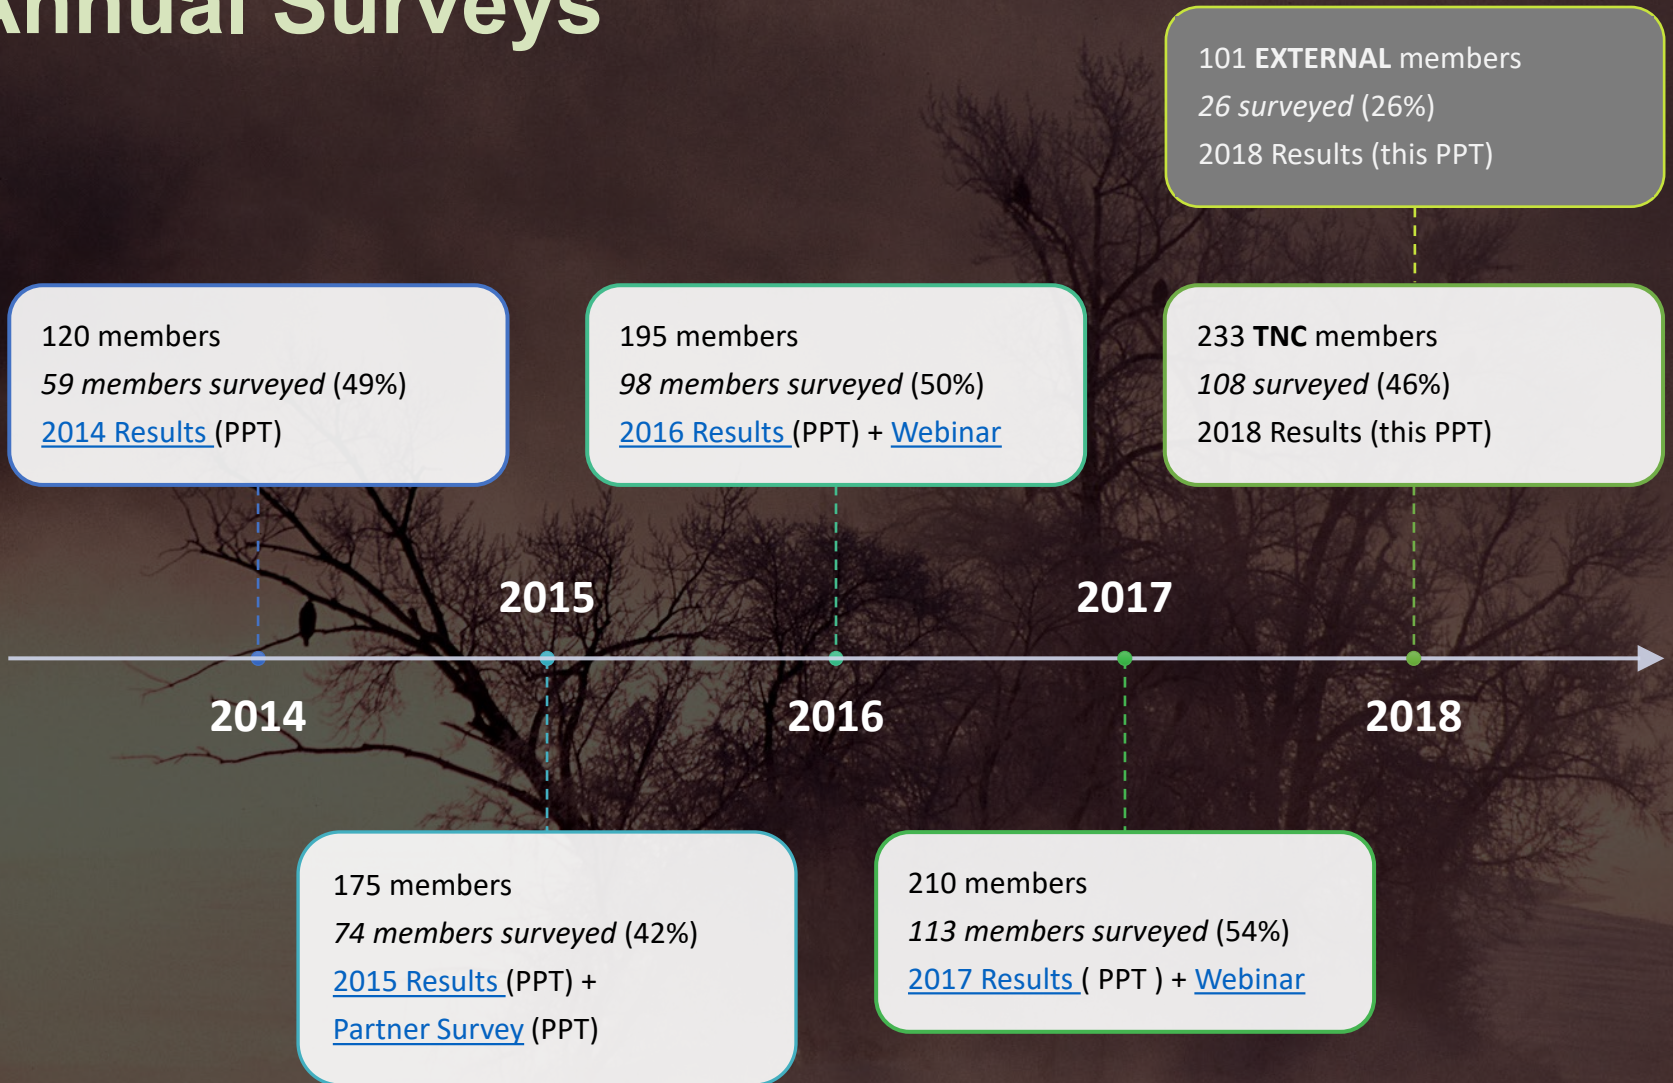 Annual Surveys
101 EXTERNAL members
26 surveyed (26%)
2018 Results (this PPT)
120 members
59 members surveyed (49%)
2014 Results (PPT)
195 members
98 members surveyed (50%)
2016 Results (PPT) + Webinar
233 TNC members
108 surveyed (46%)
2018 Results (this PPT)
2015
2017
2014
2016
2018
175 members
74 members surveyed (42%)
2015 Results (PPT) +
Partner Survey (PPT)
210 members
113 members surveyed (54%)
2017 Results ( PPT ) + Webinar